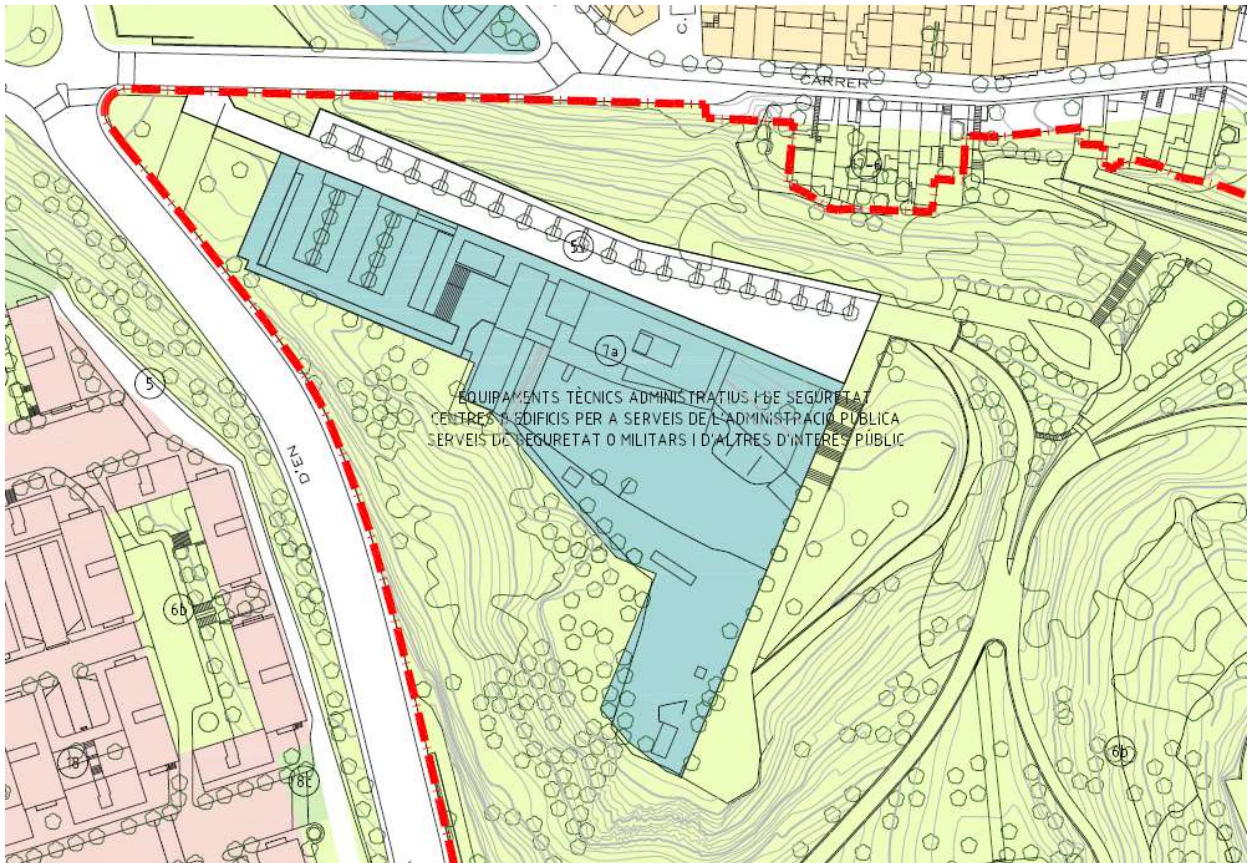 C.
CARRER
6
5v
7a
EQUIPAMENTS TÈCNICS ADMINISTRATIUS I DE SEGURETAT
CENTRES O EDIFICIS PER A SERVEIS DE L'ADMINISTRACIÓ PÚBLICA
SERVEIS DE SEGURETAT O MILITARS I D'ALTRES D'INTERÈS PÚBLIC
5
D'EN
6b
18
6b